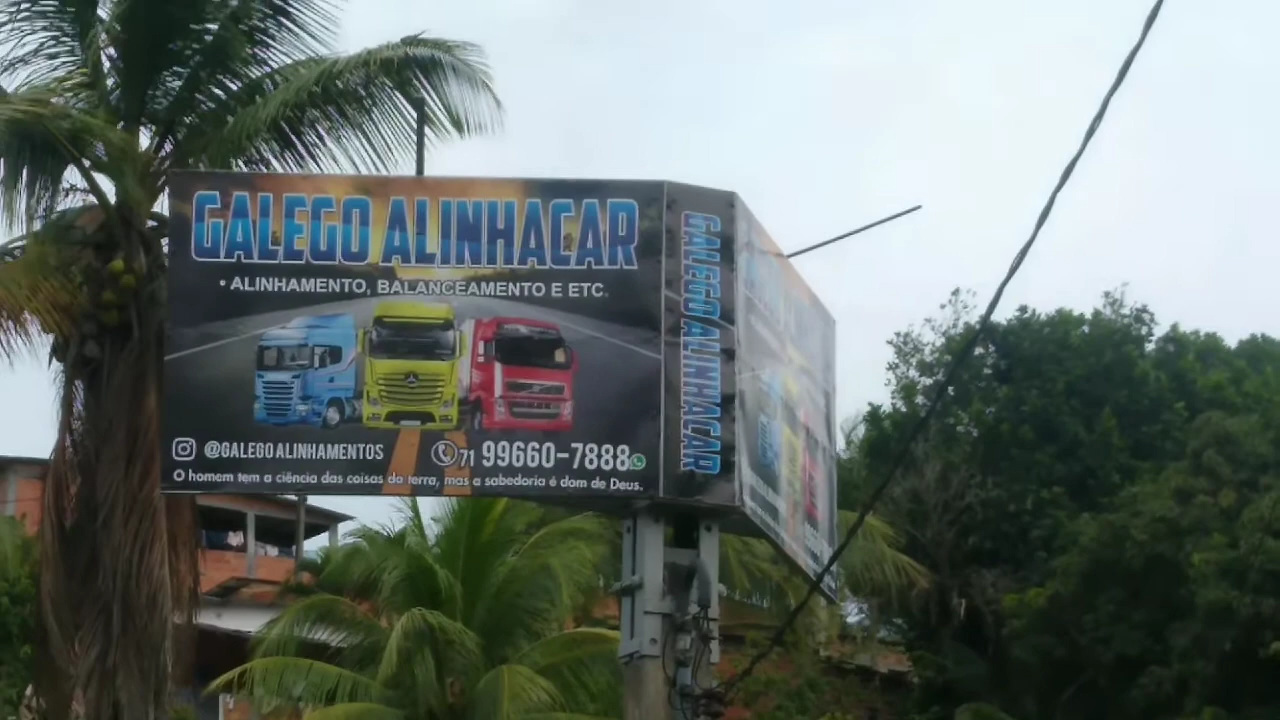 GALEGO ALINHACAR
• ALINHAMENTO, BALANCEAMENTO E ETC.
@GALEGOALINHAMENTOS
71 99660-7888
O homem tem a ciência das coisas da terra, mas a sabedoria é dom de Deus.
GALEGO ALINHACAR